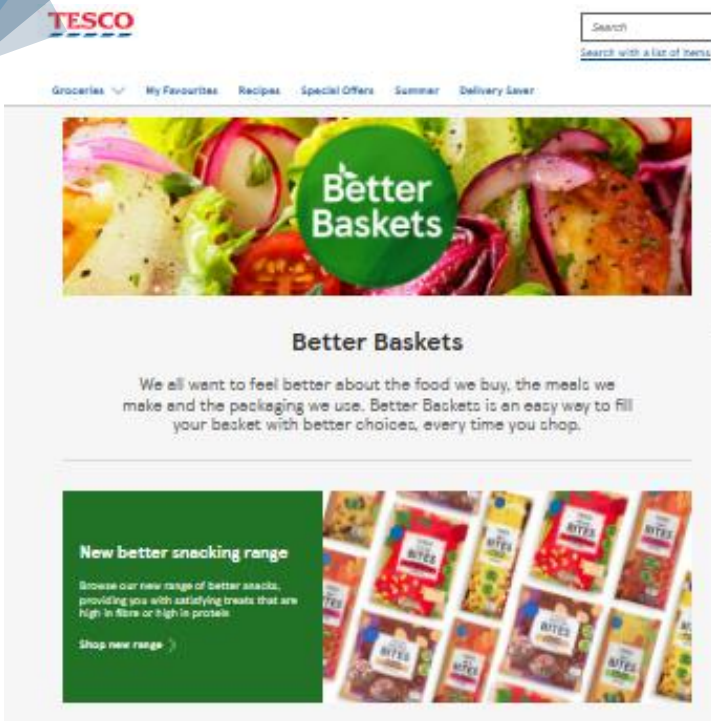 TESCO
Search
Search with a list of items
Groceries My Favourites Recipes Special Offers Summer Delivery Saver
Better
Baskets
Better Baskets
We all want to feel better about the food we buy, the meals we
make and the packaging we use. Better Baskets is an easy way to fill
your basket with better choices, every time you shop.
New better snacking range
Browse our new range of better snacks,
providing you with satisfying treats that are
high in fibre or high in protein
Shop new range
BITES
BITES
BITES
BITES
BITES
BITES